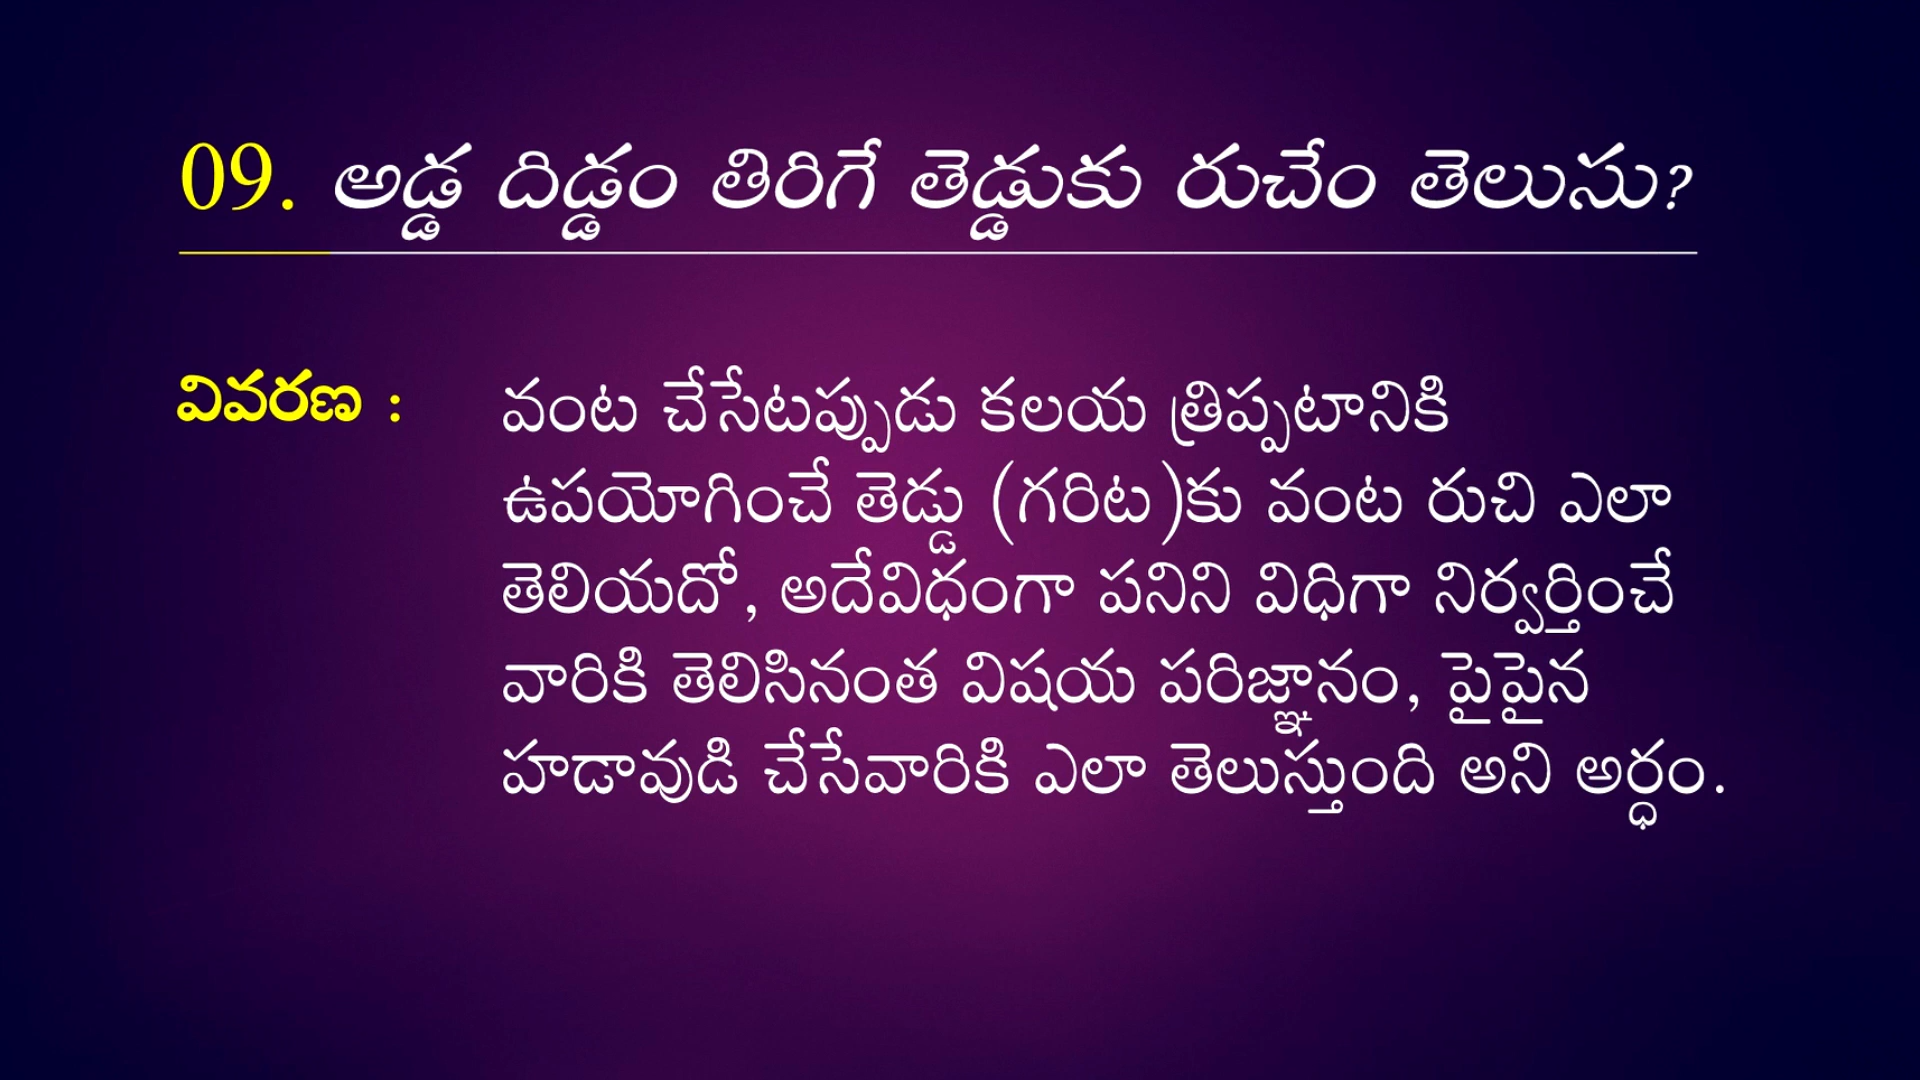 09. అడ్డ దిడ్డం తిరిగే తెడ్డుకు రుచేం తెలుసు?
వివరణ : వంట చేసేటప్పుడు కలయ త్రిప్పటానికి
ఉపయోగించే తెడ్డు (గరిట)కు వంట రుచి ఎలా
తెలియదో, అదేవిధంగా పనిని విధిగా నిర్వర్తించే
వారికి తెలిసినంత విషయ పరిజ్ఞానం, పైపైన
హడావుడి చేసేవారికి ఎలా తెలుస్తుంది అని అర్ధం.